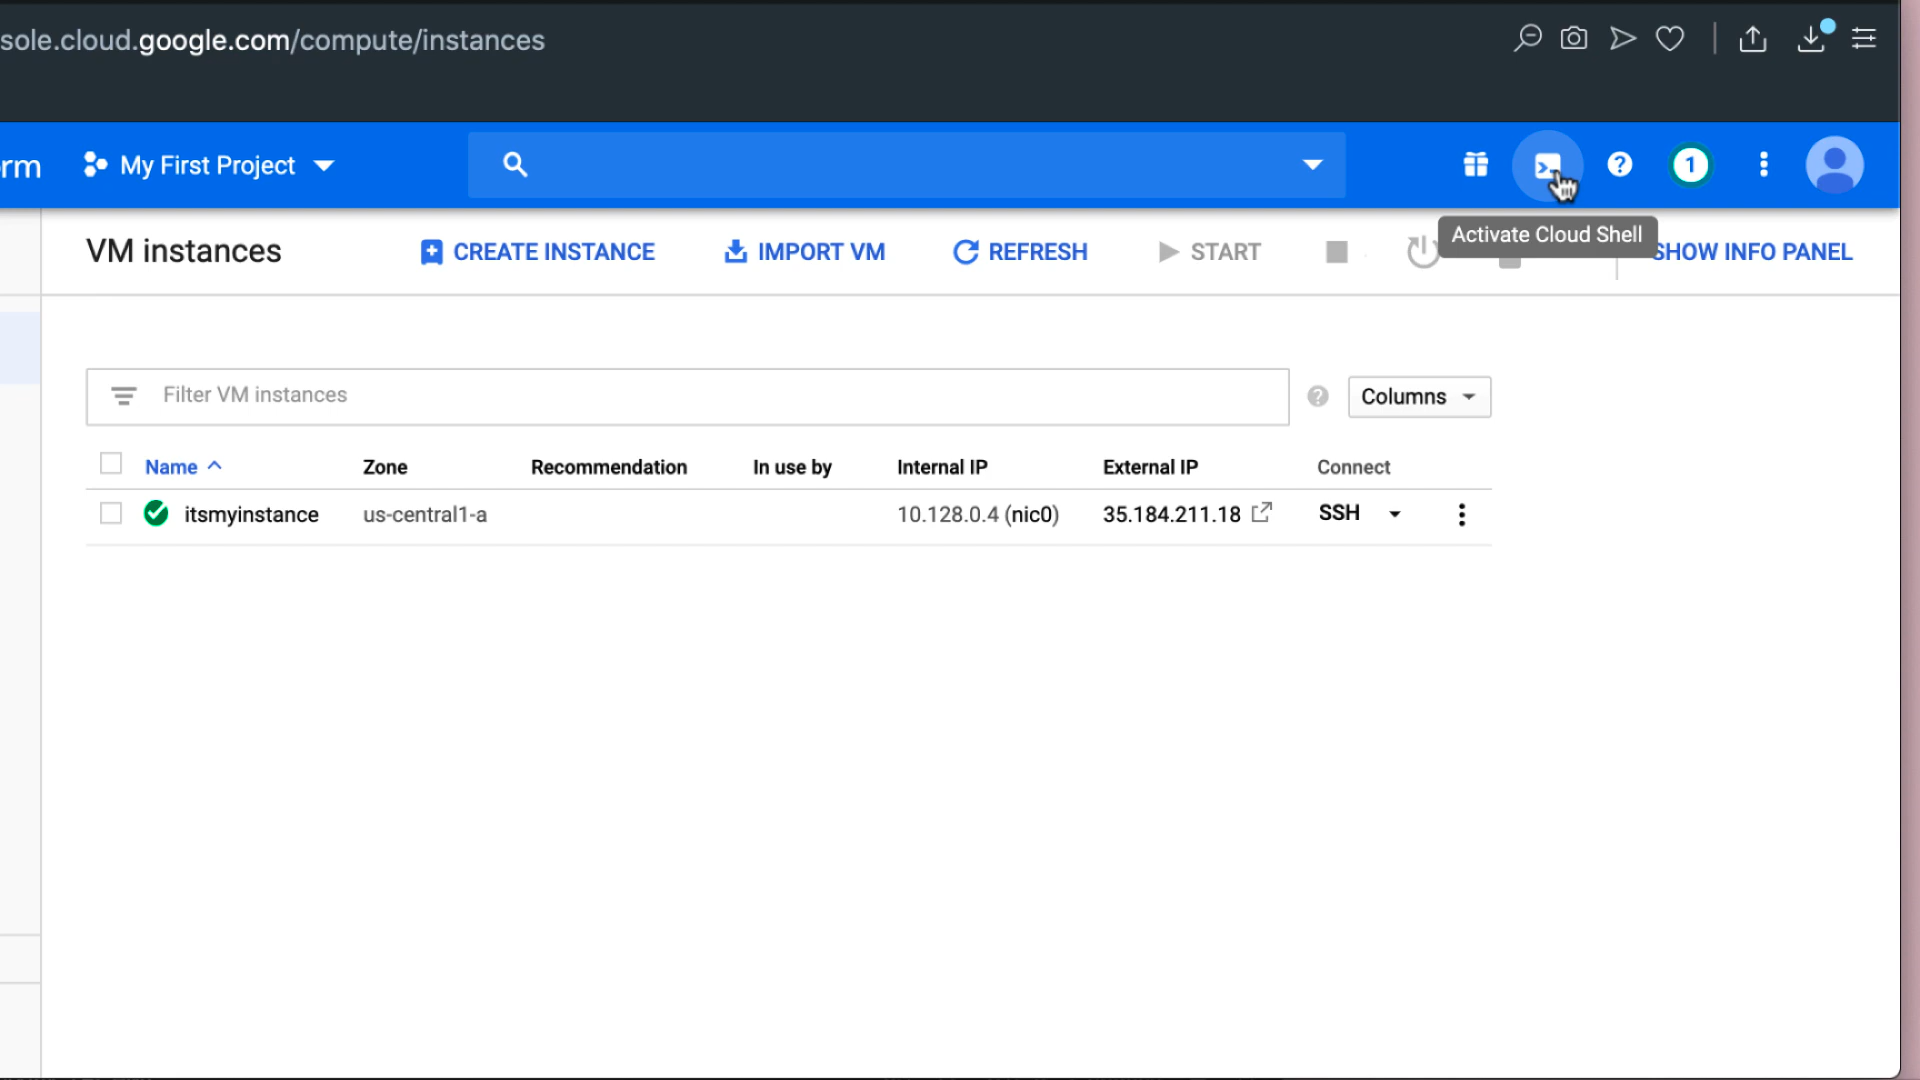 sole.cloud.google.com/compute/instances
rm My First Project 1
Activate Cloud Shell
VM instances CREATE INSTANCE IMPORT VM REFRESH START SHOW INFO PANEL
Filter VM instances Columns
Name Zone Recommendation In use by Internal IP External IP Connect
itsmyinstance us-central1-a 10.128.0.4 (nic0) 35.184.211.18 SSH